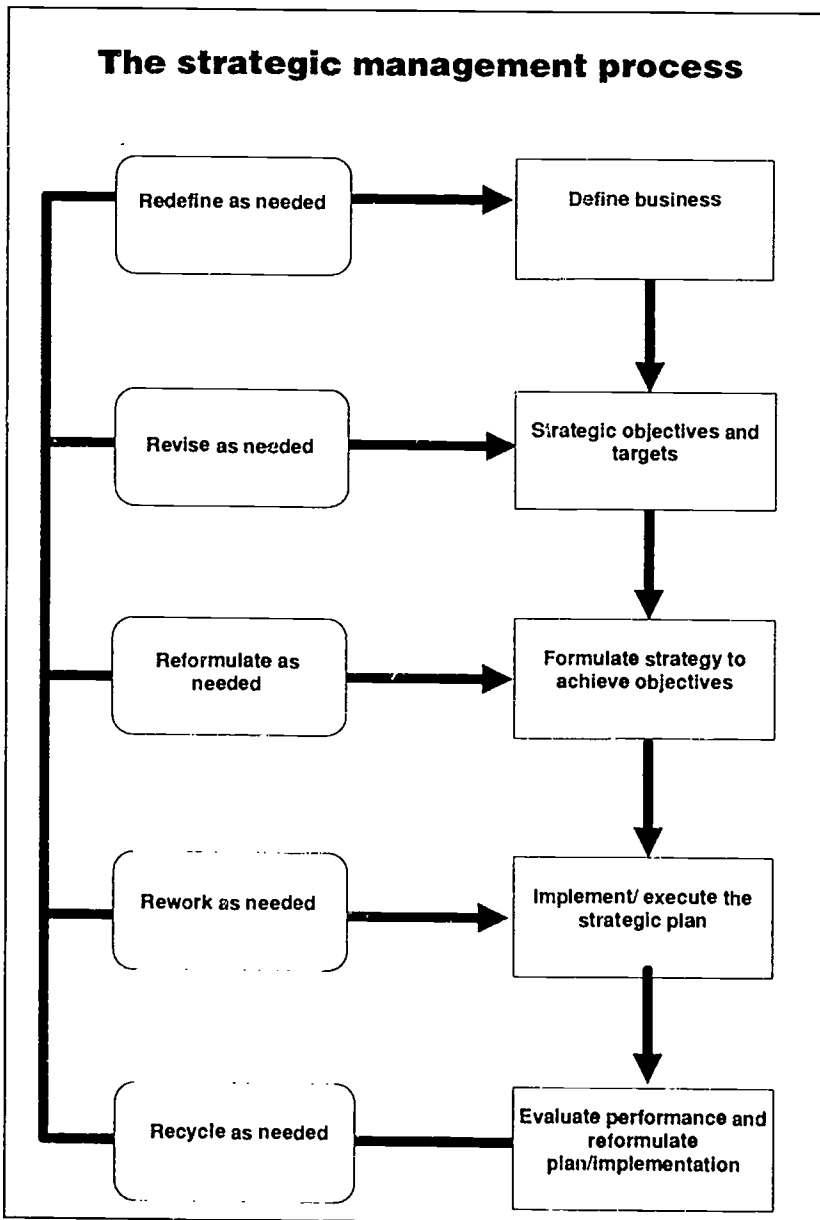 The strategic management process
Redefine as needed
Define business
Revise as needed
Strategic objectives and
targets
Reformulate as
needed
Formulate strategy to
achieve objectives
Rework as needed
Implement/ execute the
strategic plan
Recycle as needed
Evaluate performance and
reformulate
plan/implementation